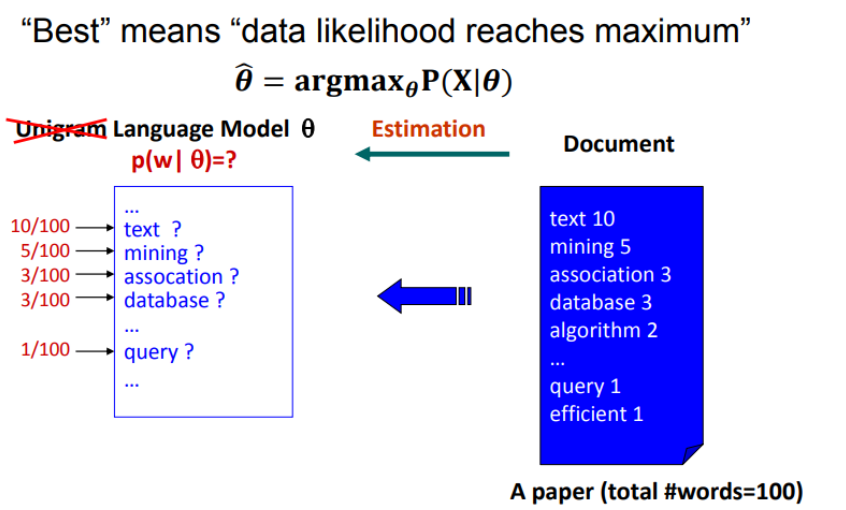 “Best” means “data likelihood reaches maximum”
θ̂ = argmax_θ P(X|θ)
Unigram Language Model θ
p(w| θ)=?
Estimation
Document
10/100
5/100
3/100
3/100
1/100
...
text ?
mining ?
assocation ?
database ?
...
query ?
...
text 10
mining 5
association 3
database 3
algorithm 2
...
query 1
efficient 1
A paper (total #words=100)